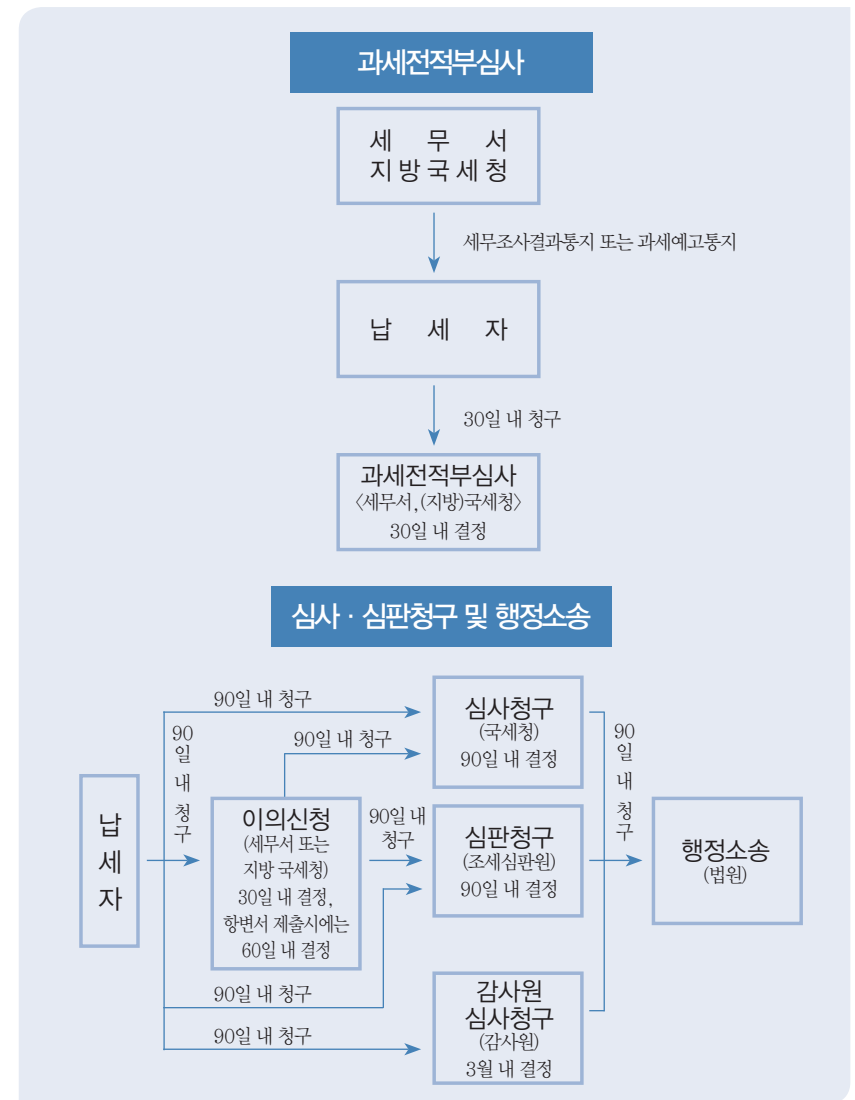 과세전적부심사
세 무 서
지방국세청
세무조사결과통지 또는 과세예고통지
납 세 자
30일 내 청구
과세전적부심사
〈세무서, (지방)국세청〉
30일 내 결정
심사 · 심판청구 및 행정소송
납
세
자
90일 내 청구
90
일
내
청
구
90일 내 청구
이의신청
(세무서 또는
지방 국세청)
30일 내 결정,
항변서 제출시에는
60일 내 결정
90일 내
청구
90일 내 청구
90일 내 청구
심사청구
(국세청)
90일 내 결정
심판청구
(조세심판원)
90일 내 결정
감사원
심사청구
(감사원)
3월 내 결정
90
일
내
청
구
행정소송
(법원)